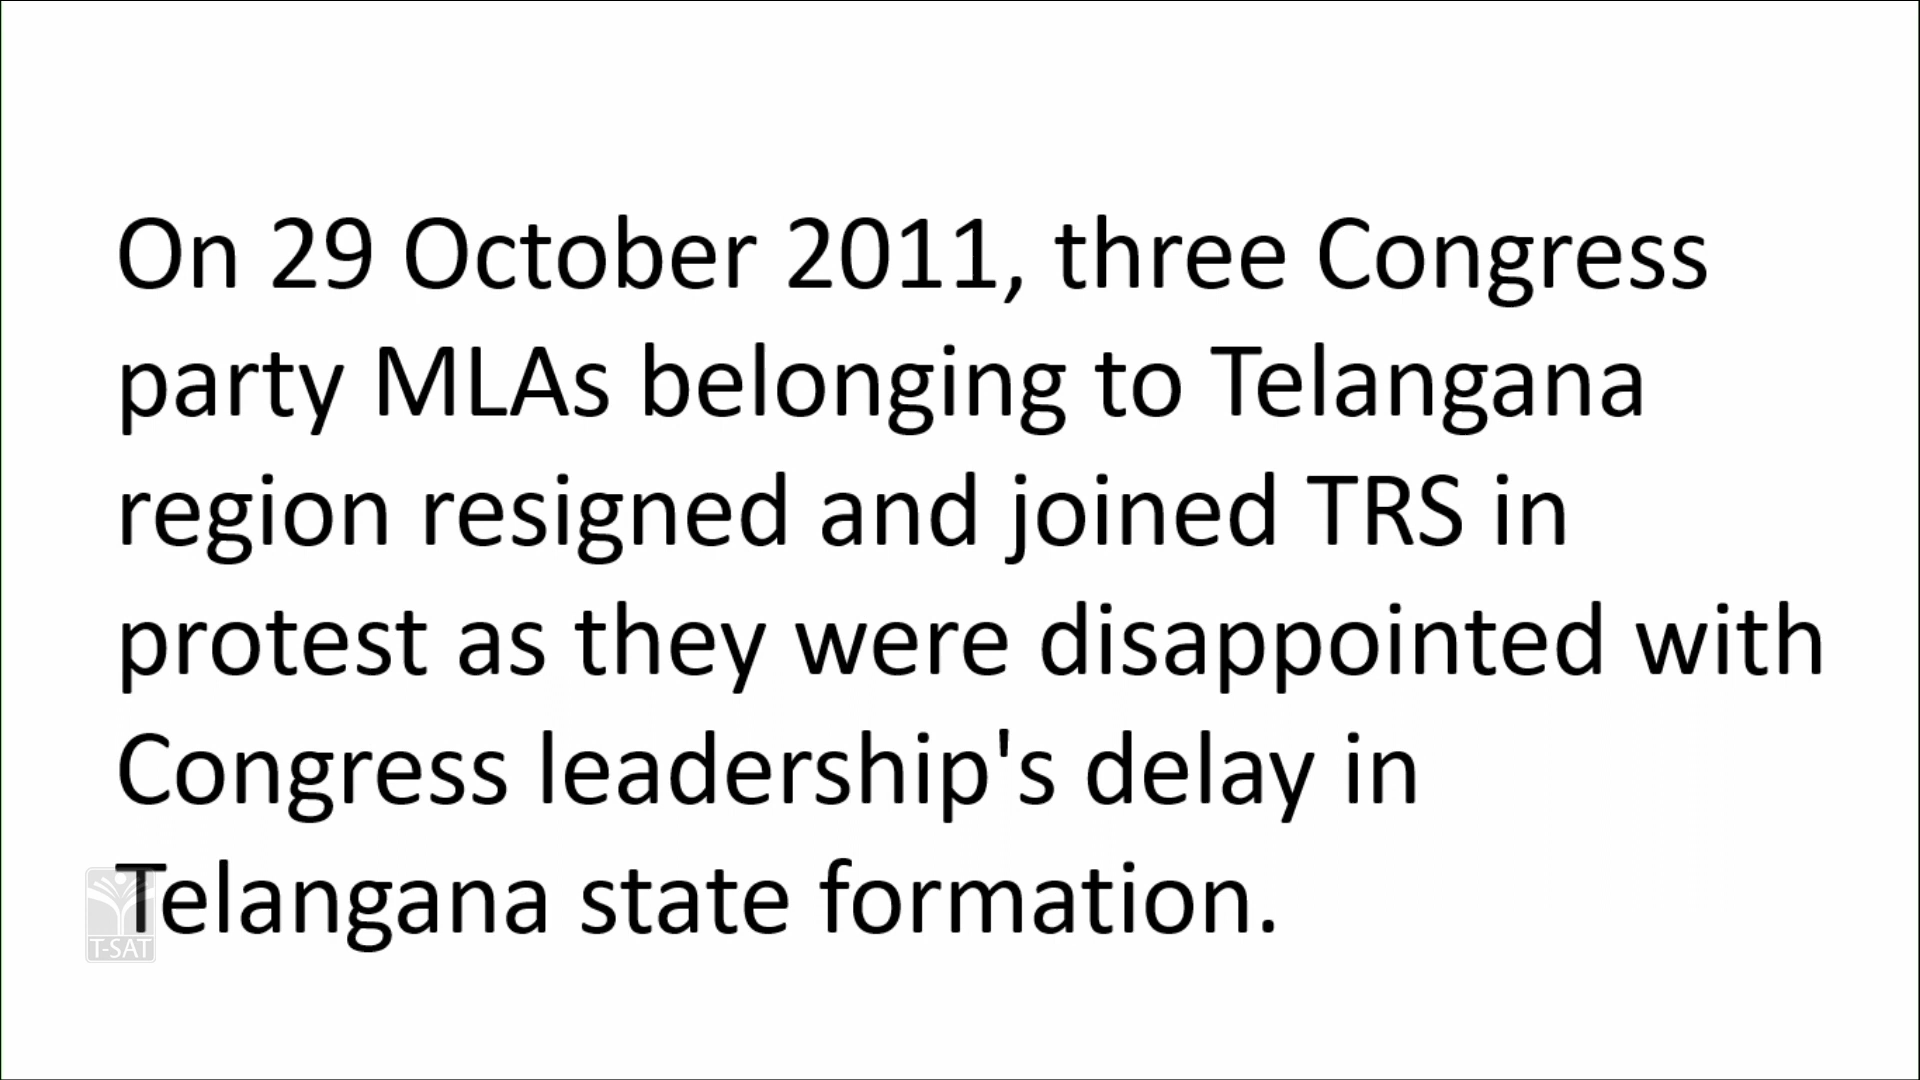 On 29 October 2011, three Congress
party MLAs belonging to Telangana
region resigned and joined TRS in
protest as they were disappointed with
Congress leadership's delay in
Telangana state formation.
T-SAT